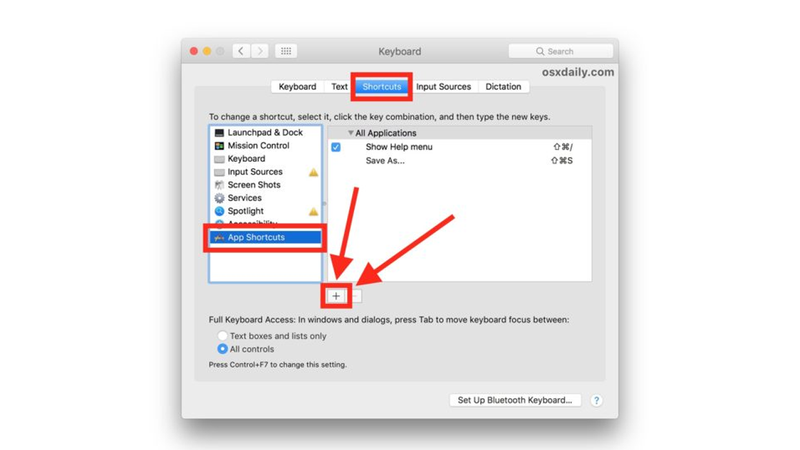 Keyboard
Search
osxdaily.com
Keyboard Text Shortcuts Input Sources Dictation
To change a shortcut, select it, click the key combination, and then type the new keys.
Launchpad & Dock
Mission Control
Keyboard
Input Sources
Screen Shots
Services
Spotlight
Accessibility
App Shortcuts
All Applications
Show Help menu ⇧⌘/
Save As... ⇧⌘S
+
Full Keyboard Access: In windows and dialogs, press Tab to move keyboard focus between:
Text boxes and lists only
All controls
Press Control+F7 to change this setting.
Set Up Bluetooth Keyboard... ?